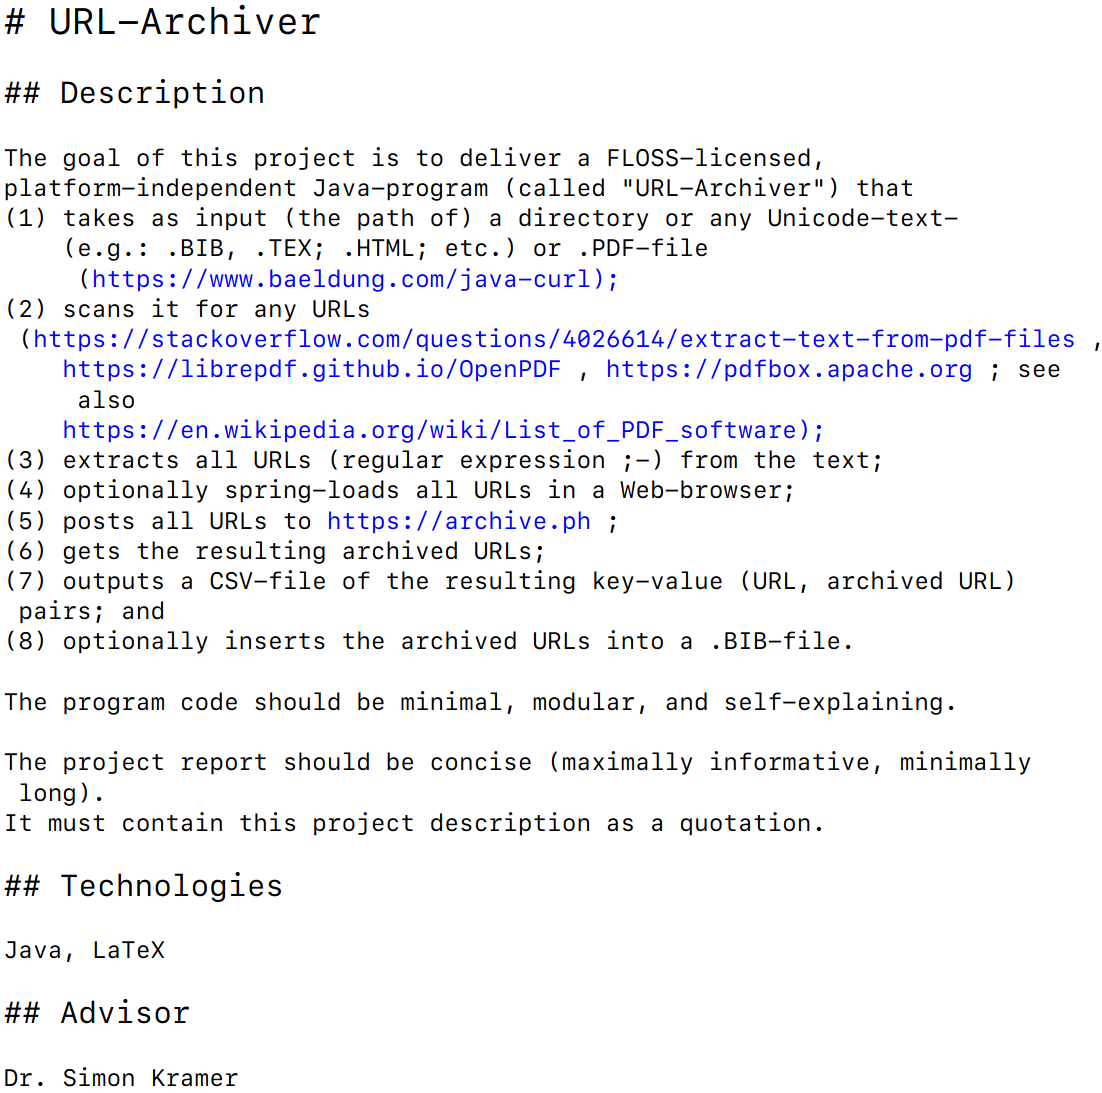 # URL-Archiver
## Description
The goal of this project is to deliver a FLOSS-licensed,
platform-independent Java-program (called "URL-Archiver") that
(1) takes as input (the path of) a directory or any Unicode-text-
(e.g.: .BIB, .TEX; .HTML; etc.) or .PDF-file
(https://www.baeldung.com/java-curl);
(2) scans it for any URLs
(https://stackoverflow.com/questions/4026614/extract-text-from-pdf-files ,
https://librepdf.github.io/OpenPDF , https://pdfbox.apache.org ; see
also
https://en.wikipedia.org/wiki/List_of_PDF_software);
(3) extracts all URLs (regular expression ;-) from the text;
(4) optionally spring-loads all URLs in a Web-browser;
(5) posts all URLs to https://archive.ph ;
(6) gets the resulting archived URLs;
(7) outputs a CSV-file of the resulting key-value (URL, archived URL)
pairs; and
(8) optionally inserts the archived URLs into a .BIB-file.
The program code should be minimal, modular, and self-explaining.
The project report should be concise (maximally informative, minimally
long).
It must contain this project description as a quotation.
## Technologies
Java, LaTeX
## Advisor
Dr. Simon Kramer